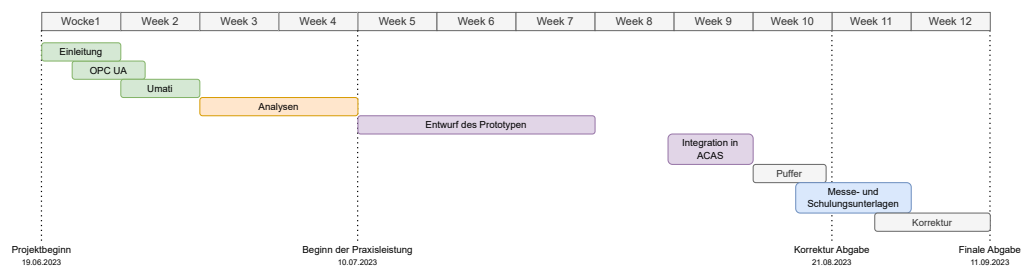 Wocke1 Week 2 Week 3 Week 4 Week 5 Week 6 Week 7 Week 8 Week 9 Week 10 Week 11 Week 12
Einleitung
OPC UA
Umati
Analysen
Entwurf des Prototypen
Integration in
ACAS
Puffer
Messe- und
Schulungsunterlagen
Korrektur
Projektbeginn Beginn der Praxisleistung Korrektur Abgabe Finale Abgabe
19.06.2023 10.07.2023 21.08.2023 11.09.2023